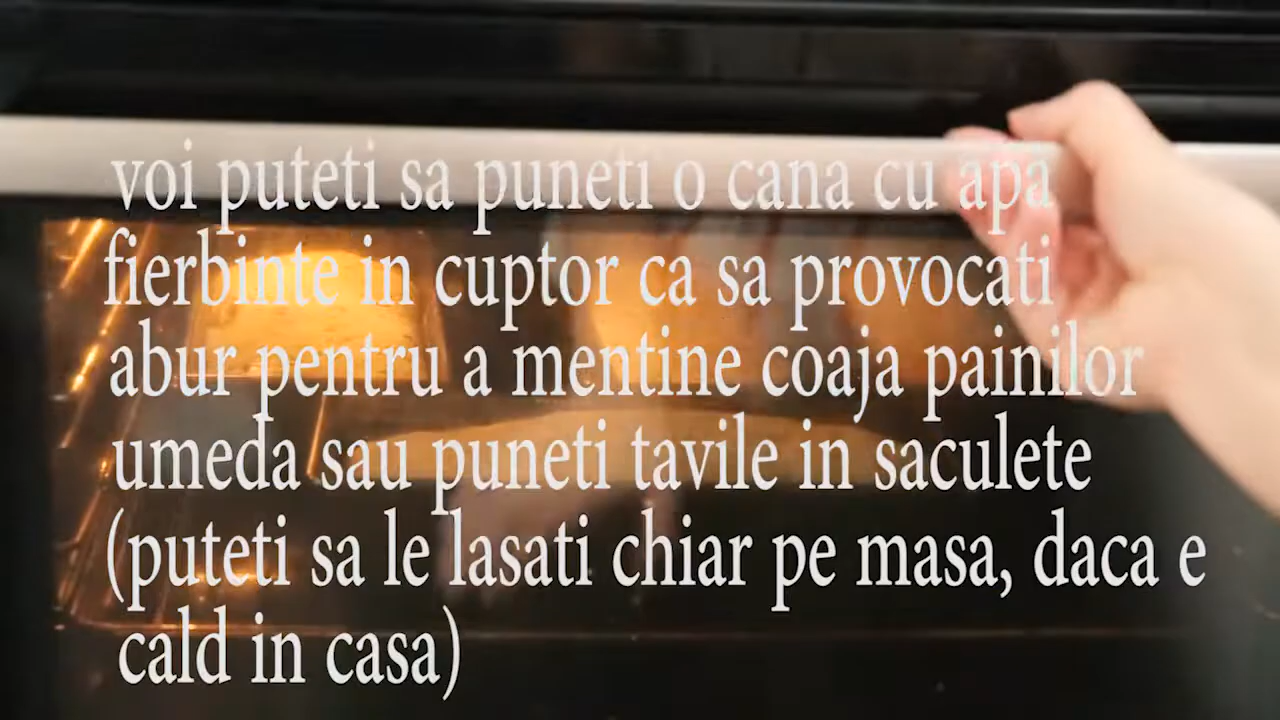 voi puteti sa puneti o cana cu apa
fierbinte in cuptor ca sa provocati
abur pentru a mentine coaja painilor
umeda sau puneti tavile in saculete
(puteti sa le lasati chiar pe masa, daca e
cald in casa)